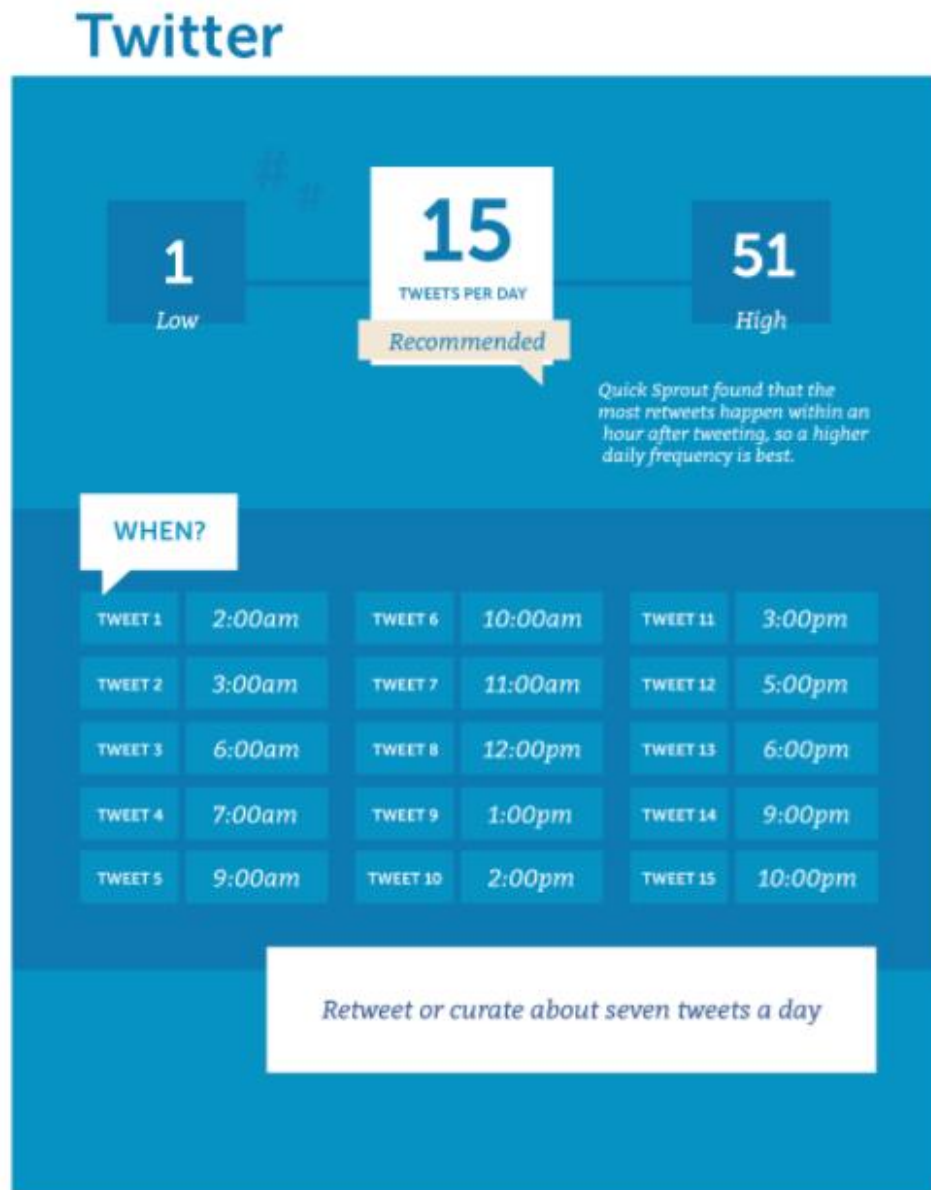 Twitter
# #
1
Low
15
TWEETS PER DAY
Recommended
51
High
Quick Sprout found that the
most retweets happen within an
hour after tweeting, so a higher
daily frequency is best.
WHEN?
TWEET 1 2:00am TWEET 6 10:00am TWEET 11 3:00pm
TWEET 2 3:00am TWEET 7 11:00am TWEET 12 5:00pm
TWEET 3 6:00am TWEET 8 12:00pm TWEET 13 6:00pm
TWEET 4 7:00am TWEET 9 1:00pm TWEET 14 9:00pm
TWEET 5 9:00am TWEET 10 2:00pm TWEET 15 10:00pm
Retweet or curate about seven tweets a day